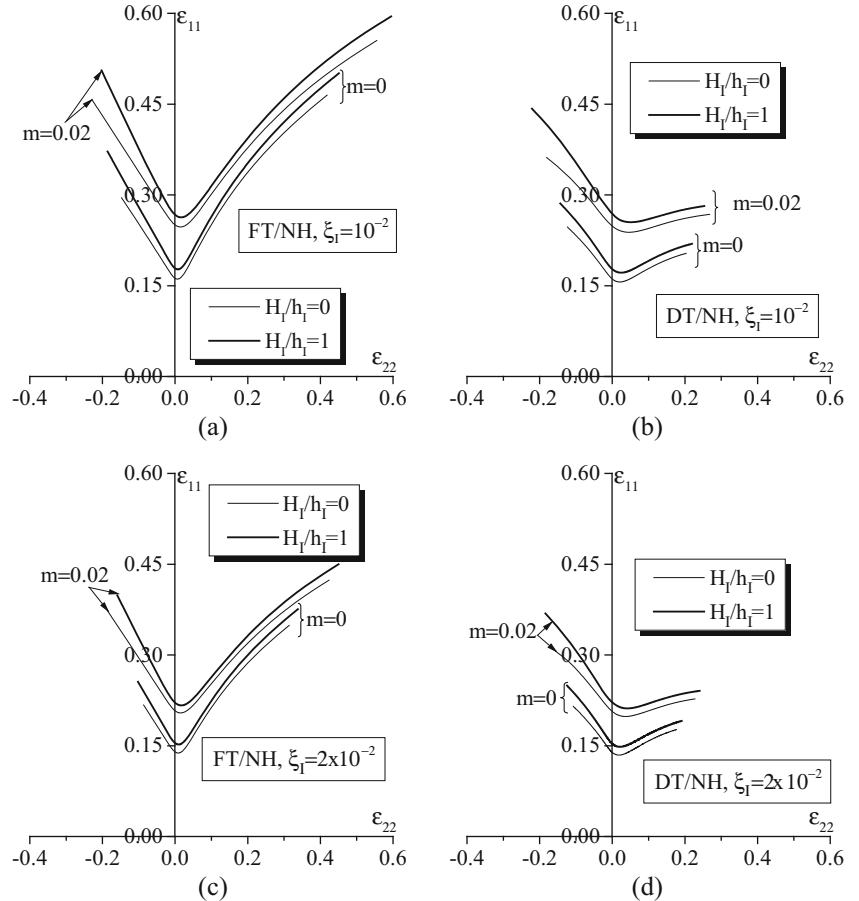 ε11
0.60
0.45
m=0.02
m=0
0.30
FT/NH, ξI=10⁻²
0.15
HI/hI=0
HI/hI=1
0.00
ε22
-0.4
-0.2
0.0
0.2
0.4
0.6
(a)
ε11
0.60
HI/hI=0
HI/hI=1
0.45
0.30
m=0.02
m=0
0.15
DT/NH, ξI=10⁻²
0.00
ε22
-0.4
-0.2
0.0
0.2
0.4
0.6
(b)
ε11
0.60
HI/hI=0
HI/hI=1
0.45
m=0.02
m=0
0.30
0.15
FT/NH, ξI=2x10⁻²
0.00
ε22
-0.4
-0.2
0.0
0.2
0.4
0.6
(c)
ε11
0.60
0.45
HI/hI=0
HI/hI=1
m=0.02
0.30
m=0
0.15
DT/NH, ξI=2x10⁻²
0.00
ε22
-0.4
-0.2
0.0
0.2
0.4
0.6
(d)